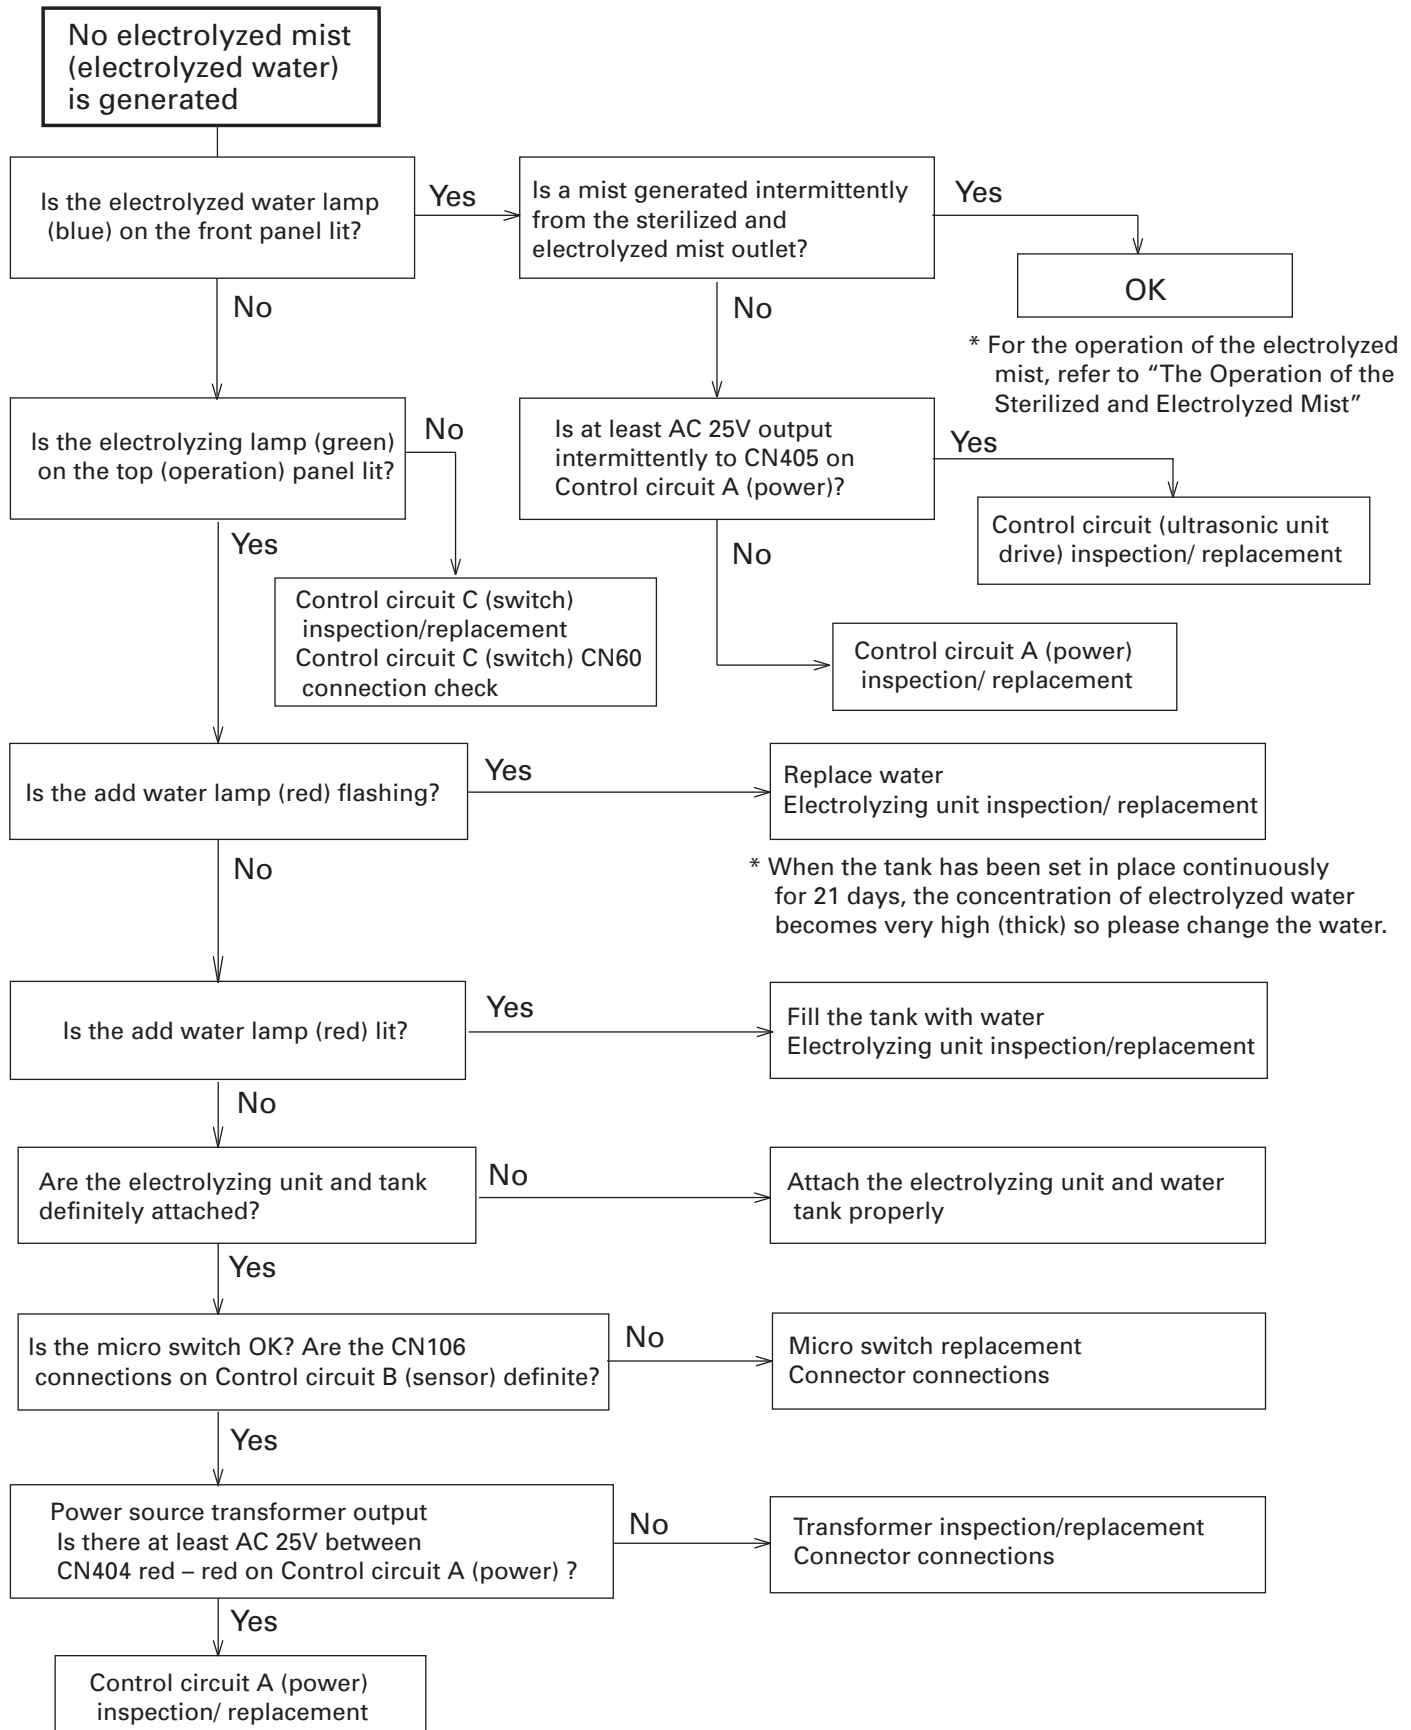 No electrolyzed mist
(electrolyzed water)
is generated
Is the electrolyzed water lamp
(blue) on the front panel lit?
Yes
Is a mist generated intermittently
from the sterilized and
electrolyzed mist outlet?
Yes
OK
* For the operation of the electrolyzed
mist, refer to “The Operation of the
Sterilized and Electrolyzed Mist”
No
No
Is the electrolyzing lamp (green)
on the top (operation) panel lit?
No
Is at least AC 25V output
intermittently to CN405 on
Control circuit A (power)?
Yes
Control circuit (ultrasonic unit
drive) inspection/ replacement
Yes
No
Control circuit C (switch)
inspection/replacement
Control circuit C (switch) CN60
connection check
Control circuit A (power)
inspection/ replacement
Is the add water lamp (red) flashing?
Yes
Replace water
Electrolyzing unit inspection/ replacement
* When the tank has been set in place continuously
for 21 days, the concentration of electrolyzed water
becomes very high (thick) so please change the water.
No
Is the add water lamp (red) lit?
Yes
Fill the tank with water
Electrolyzing unit inspection/replacement
No
Are the electrolyzing unit and tank
definitely attached?
No
Attach the electrolyzing unit and water
tank properly
Yes
Is the micro switch OK? Are the CN106
connections on Control circuit B (sensor) definite?
No
Micro switch replacement
Connector connections
Yes
Power source transformer output
Is there at least AC 25V between
CN404 red – red on Control circuit A (power) ?
No
Transformer inspection/replacement
Connector connections
Yes
Control circuit A (power)
inspection/ replacement